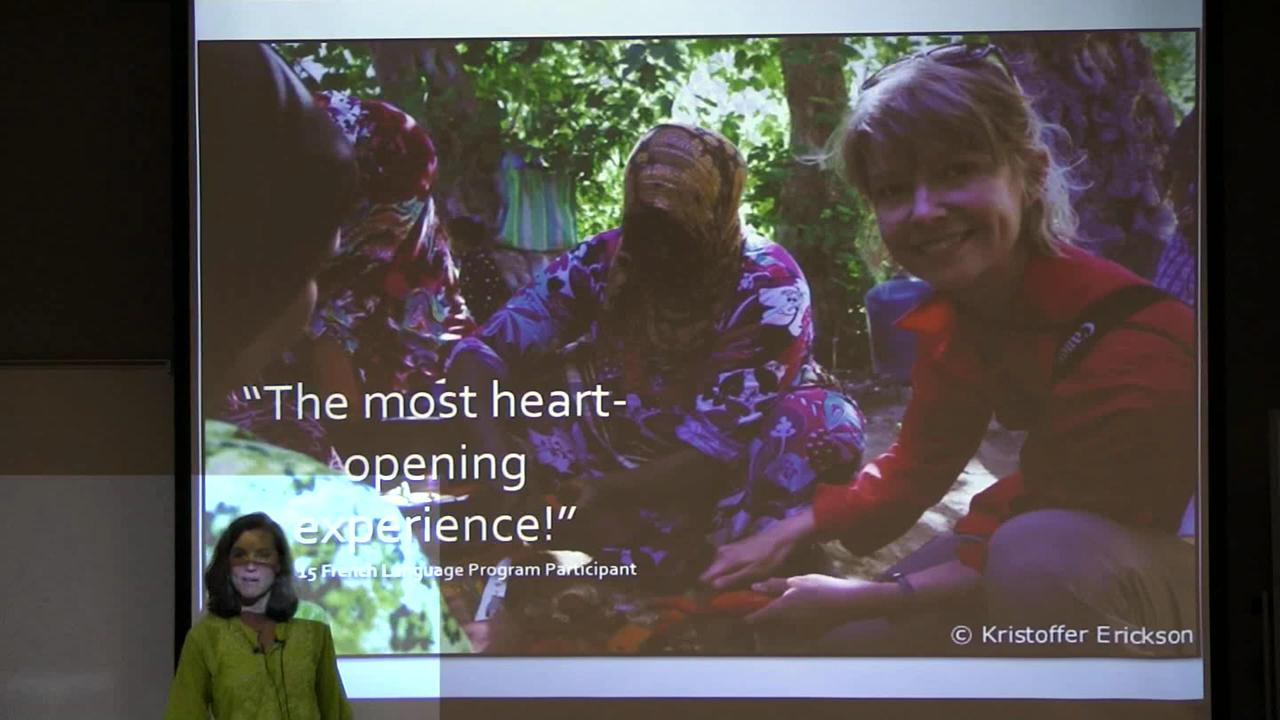 “The most heart-
opening
experience!”
15 French Language Program Participant
© Kristoffer Erickson